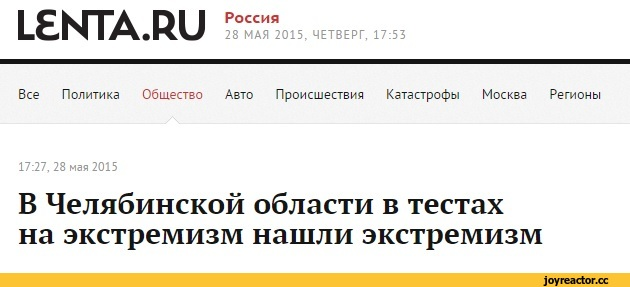 LENTA.RU
Россия
28 МАЯ 2015, ЧЕТВЕРГ, 17:53
Все Политика Общество Авто Происшествия Катастрофы Москва Регионы
17:27, 28 мая 2015
В Челябинской области в тестах
на экстремизм нашли экстремизм
joyreactor.cc